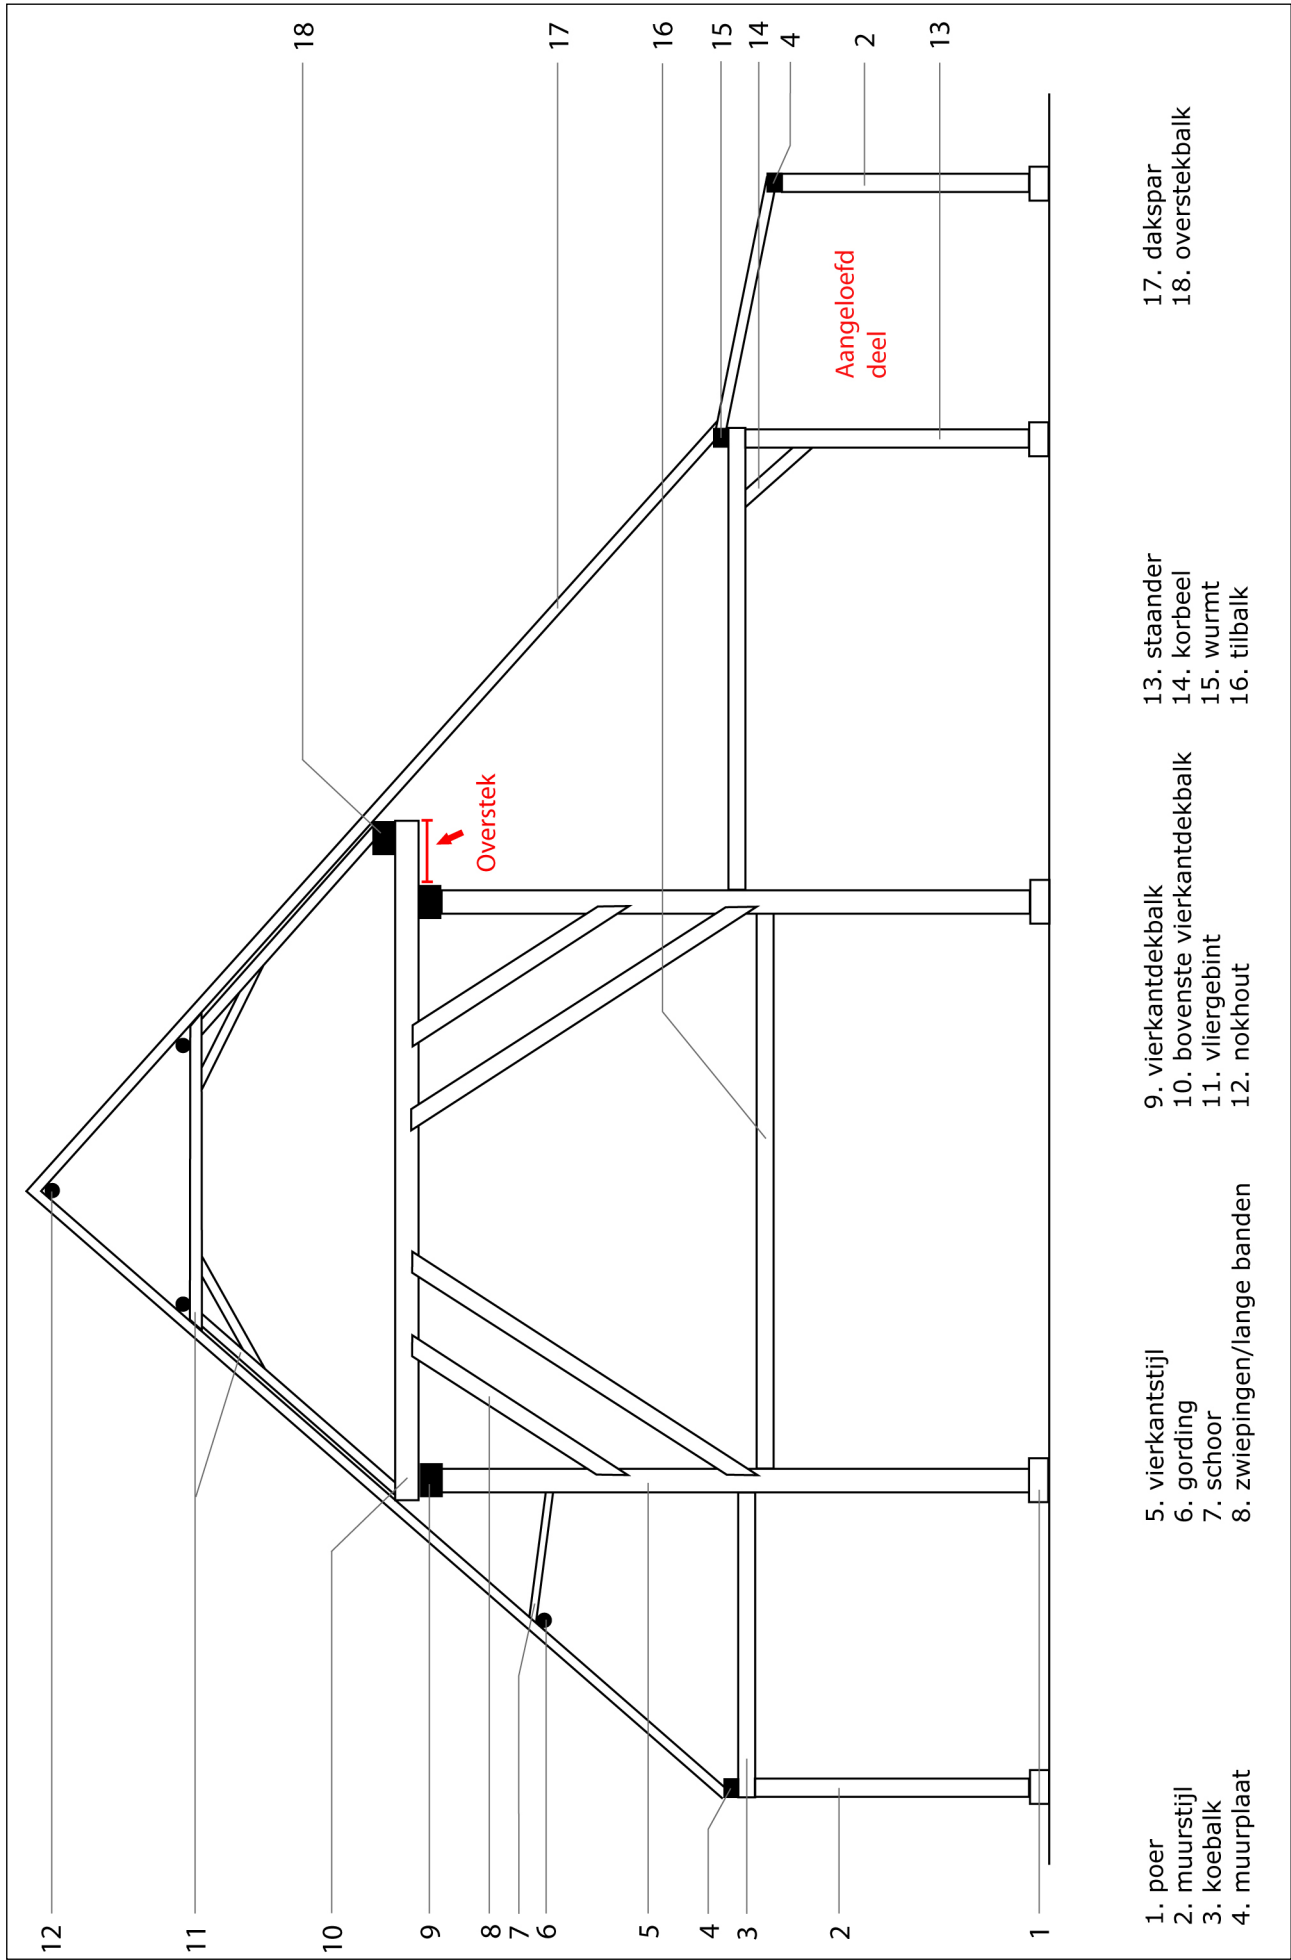 12
11
10
9
8
7
6
5
4
3
2
1
18
17
16
15
14
4
2
13
Overstek
Aangeloefd
deel
1. poer
2. muurstijl
3. koebalk
4. muurplaat
5. vierkantstijl
6. gording
7. schoor
8. zwiepingen/lange banden
9. vierkantdekbalk
10. bovenste vierkantdekbalk
11. vliergebint
12. nokhout
13. staander
14. korbeel
15. wurmt
16. tilbalk
17. dakspar
18. overstekbalk